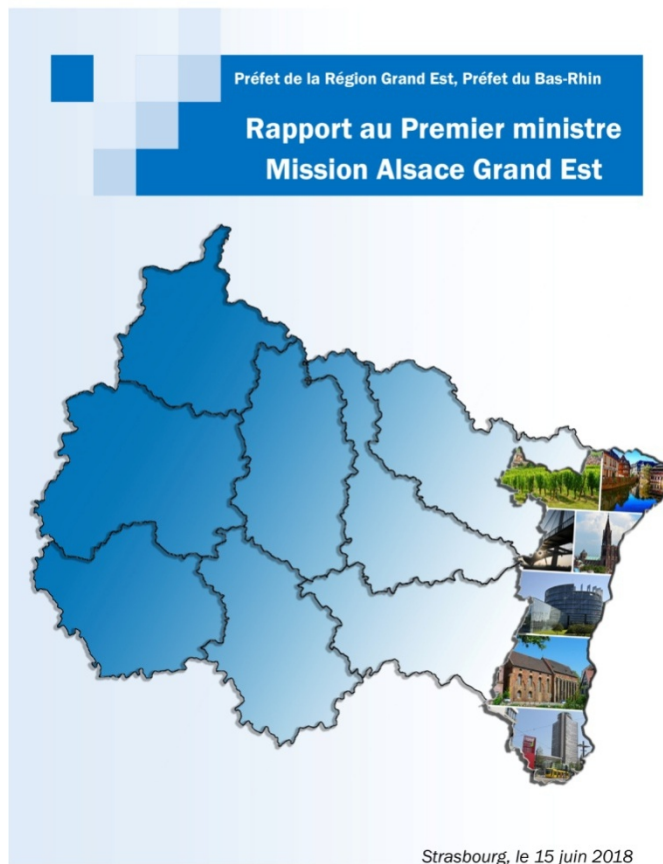 Préfet de la Région Grand Est, Préfet du Bas-Rhin
Rapport au Premier ministre
Mission Alsace Grand Est
Strasbourg, le 15 juin 2018